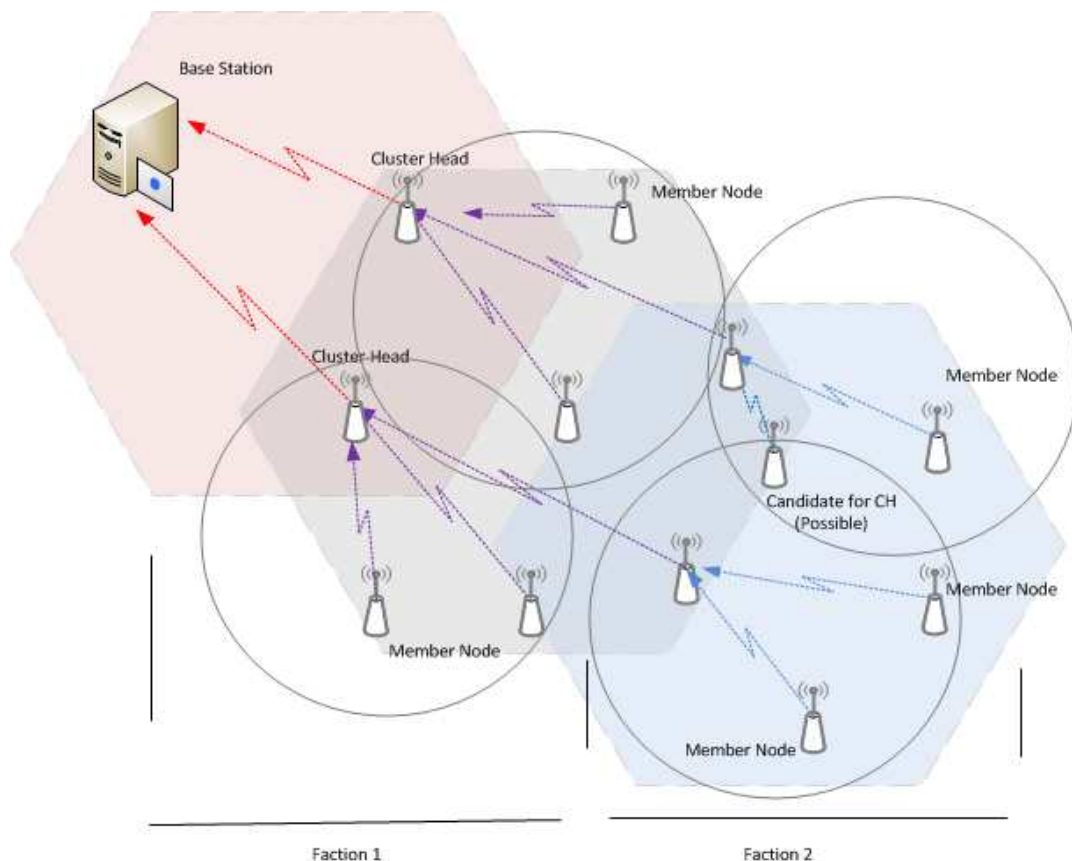 Base Station
Cluster Head
Member Node
Cluster Head
Member Node
Candidate for CH
(Possible)
Member Node
Member Node
Member Node
Faction 1
Faction 2